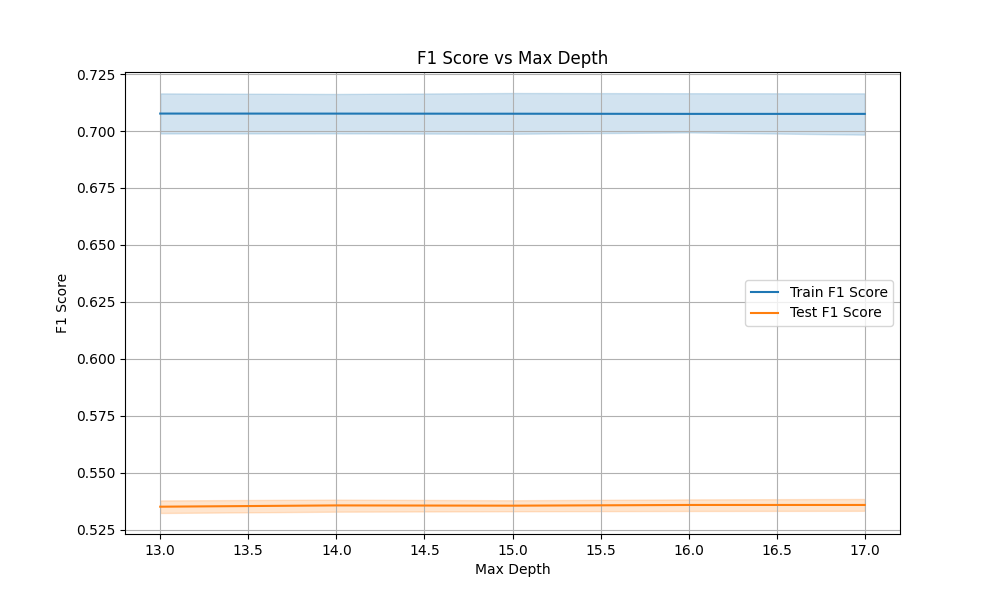 F1 Score vs Max Depth
0.725
0.700
0.675
0.650
0.625
0.600
0.575
0.550
0.525
F1 Score
Train F1 Score
Test F1 Score
13.0 13.5 14.0 14.5 15.0 15.5 16.0 16.5 17.0
Max Depth